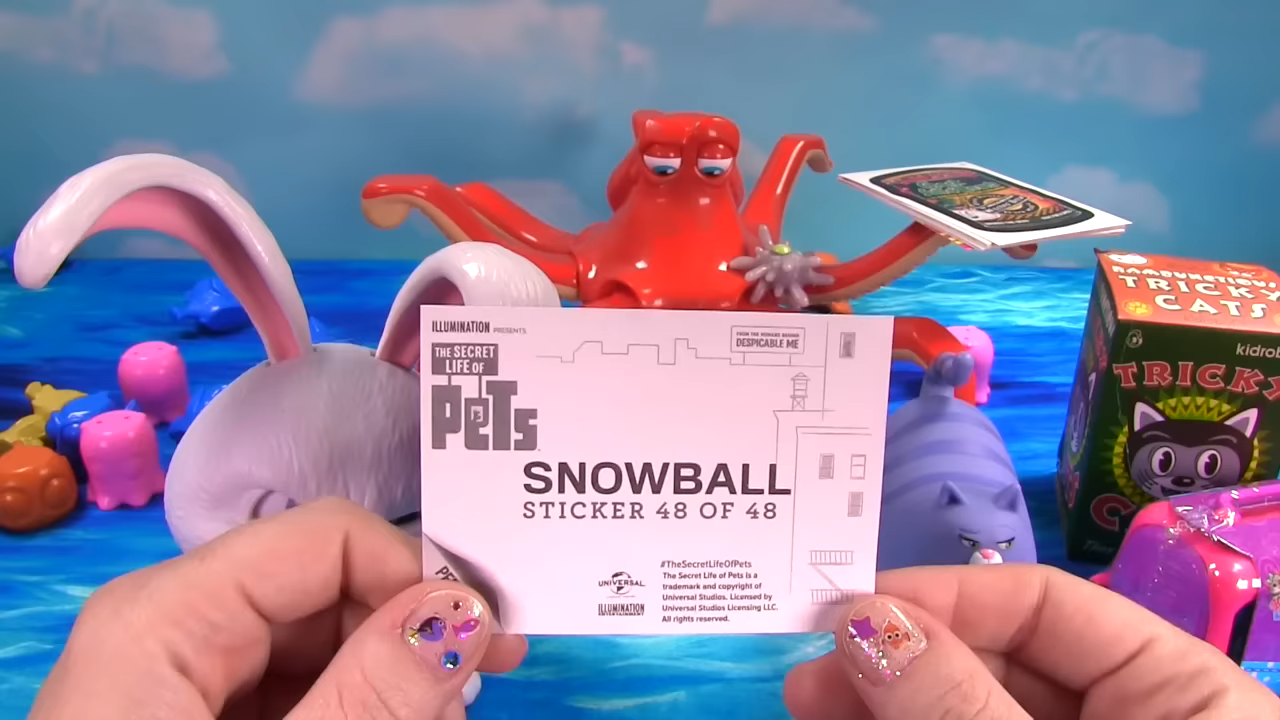 ILLUMINATION PRESENTS
THE SECRET
LIFE OF
PETS
FROM THE HUMANS BEHIND
DESPICABLE ME
SNOWBALL
STICKER 48 OF 48
#TheSecretLifeOfPets
The Secret Life of Pets is a
trademark and copyright of
Universal Studios. Licensed by
Universal Studios Licensing LLC.
All rights reserved.
UNIVERSAL
ILLUMINATION
ENTERTAINMENT
TRICKY
CATS
kidrob
TRICKY